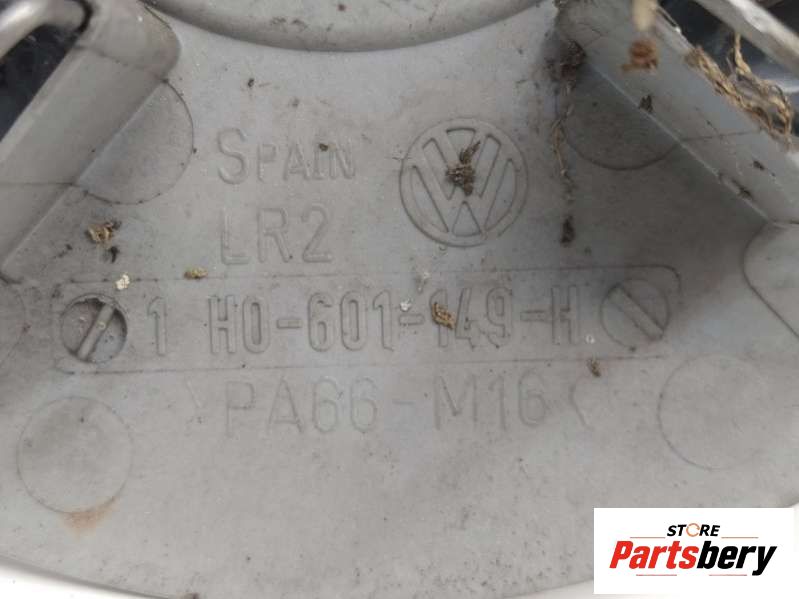 SPAIN
LR2
1 H0-601-149-H
>PA66-M16<
STORE
Partsbery